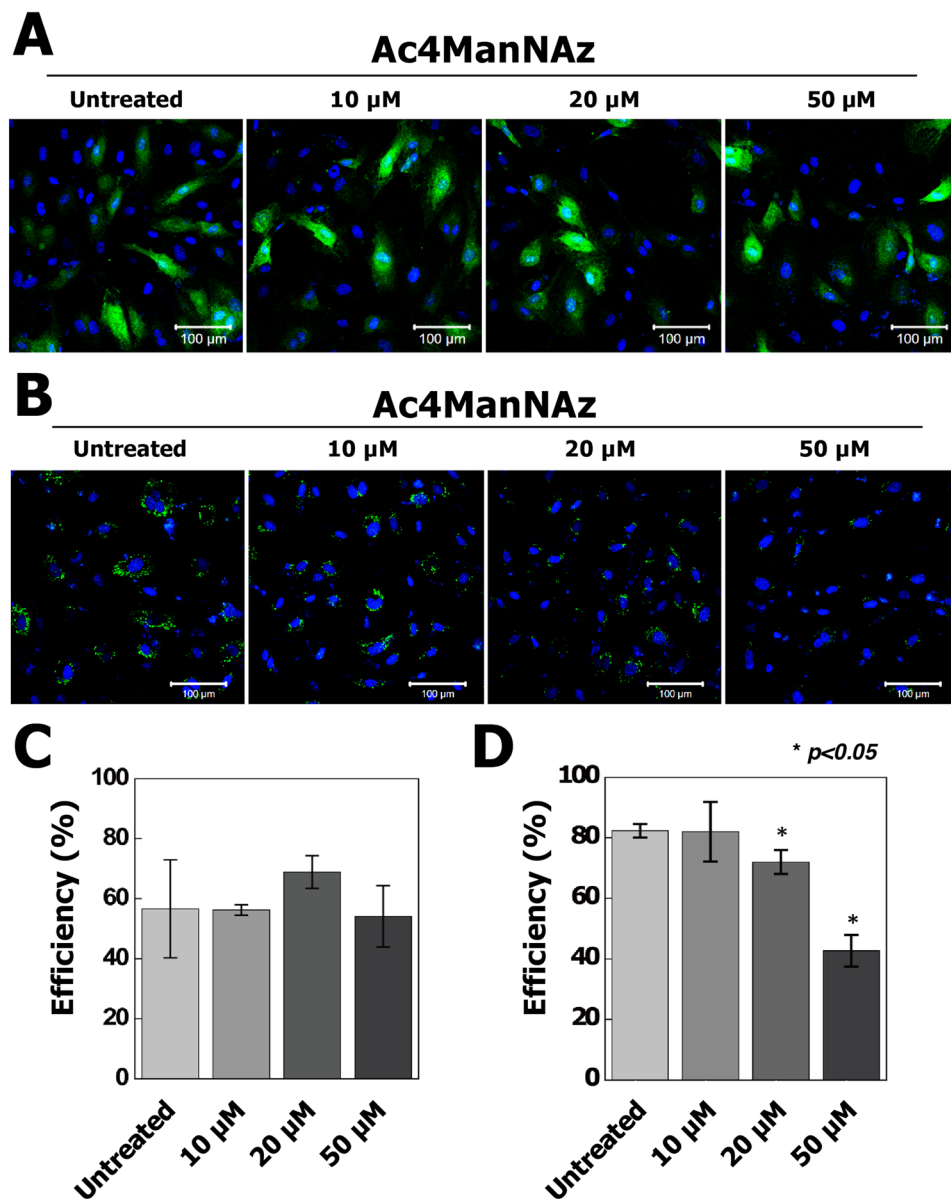 A
Ac4ManNAz
Untreated 10 µM 20 µM 50 µM
100 µm 100 µm 100 µm 100 µm
B
Ac4ManNAz
Untreated 10 µM 20 µM 50 µM
100 µm 100 µm 100 µm 100 µm
C
Efficiency (%)
100
80
60
40
20
0
Untreated
10 µM
20 µM
50 µM
D
* p<0.05
Efficiency (%)
100
80
60
40
20
0
*
*
Untreated
10 µM
20 µM
50 µM